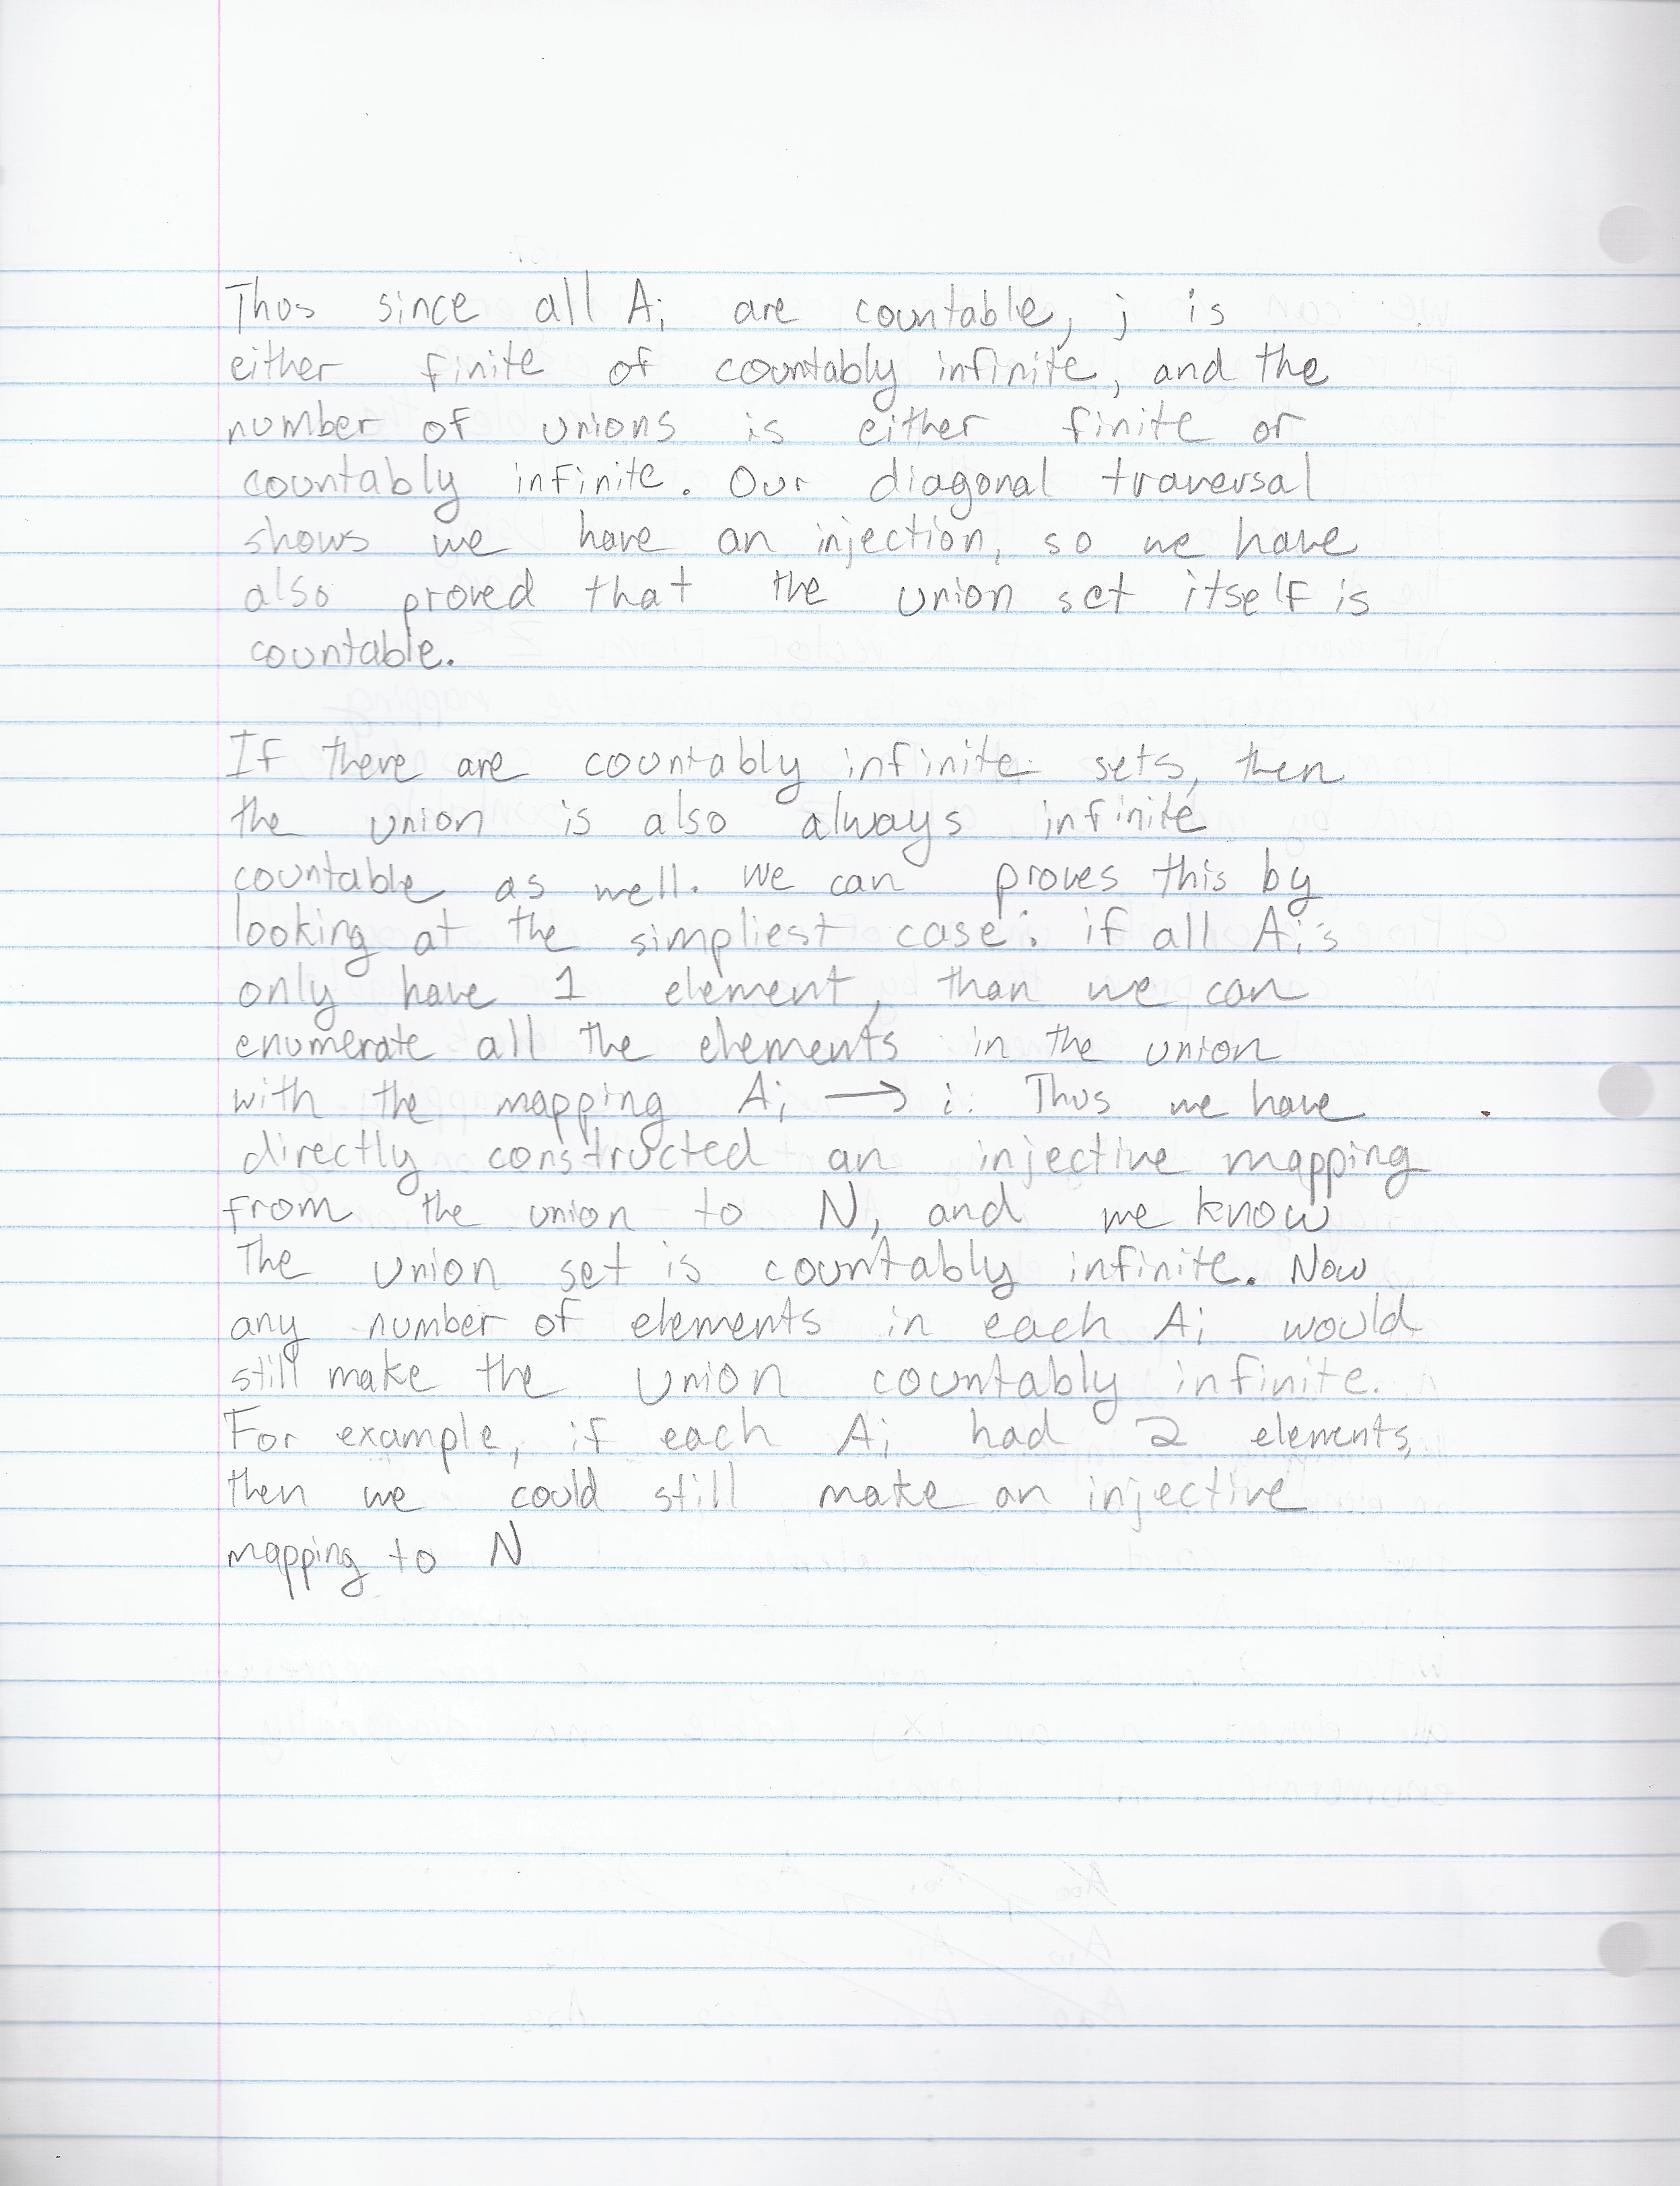 Thus since all Ai are countable, j is
either finite of countably infinite, and the
number of unions is either finite or
countably infinite. Our diagonal traversal
shows we have an injection, so we have
also proved that the union set itself is
countable.
If there are countably infinite sets, then
the union is also always infinite
countable as well. We can proves this by
looking at the simpliest case: if all Ai's
only have 1 element, than we can
enumerate all the elements in the union
with the mapping Ai → i. Thus we have
directly constructed an injective mapping
from the union to N, and we know
the union set is countably infinite. Now
any number of elements in each Ai would
still make the union countably infinite.
For example, if each Ai had 2 elements,
then we could still make an injective
mapping to N